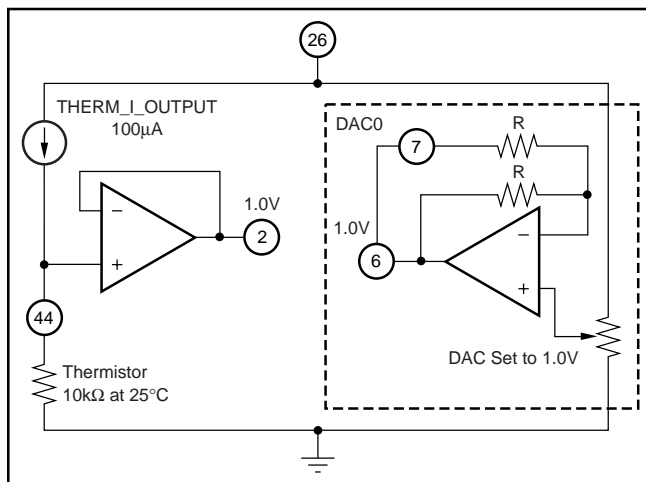 26
THERM_I_OUTPUT
100µA
DAC0
7
R
R
1.0V
2
1.0V
6
−
+
−
+
44
DAC Set to 1.0V
Thermistor
10kΩ at 25°C